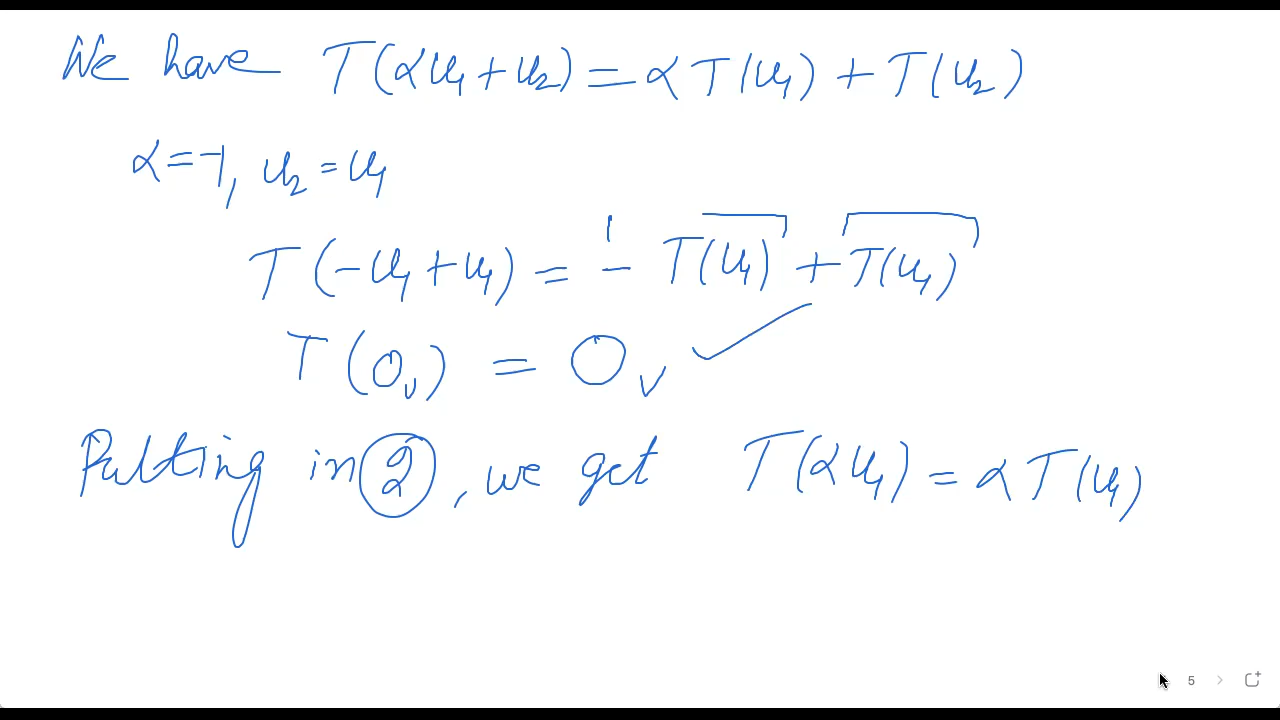 We have T(αu₁+u₂) = αT(u₁) + T(u₂)
α=-1, u₂=u₁
T(-u₁+u₁) = - T(u₁) + T(u₁)
T(0ᵥ) = 0ᵥ ✓
Putting in ②, we get T(αu₁) = αT(u₁)
5